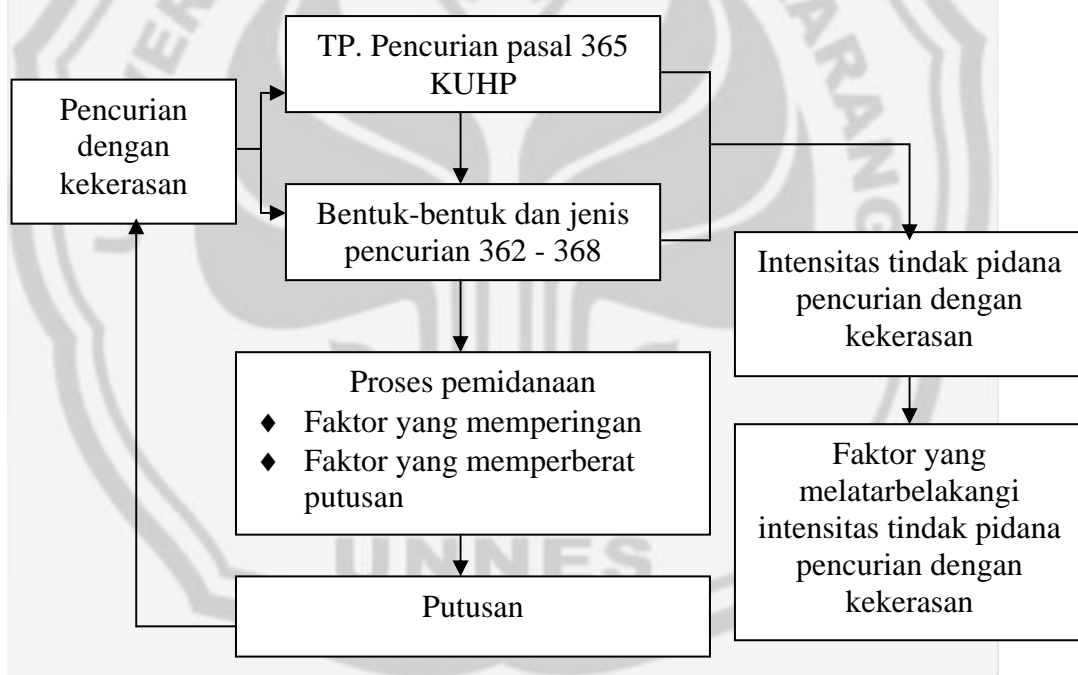 TP. Pencurian pasal 365
KUHP
Pencurian
dengan
kekerasan
Bentuk-bentuk dan jenis
pencurian 362 - 368
Intensitas tindak pidana
pencurian dengan
kekerasan
Proses pemidanaan
♦ Faktor yang memperingan
♦ Faktor yang memperberat
putusan
Faktor yang
melatarbelakangi
intensitas tindak pidana
pencurian dengan
kekerasan
UNNES
Putusan